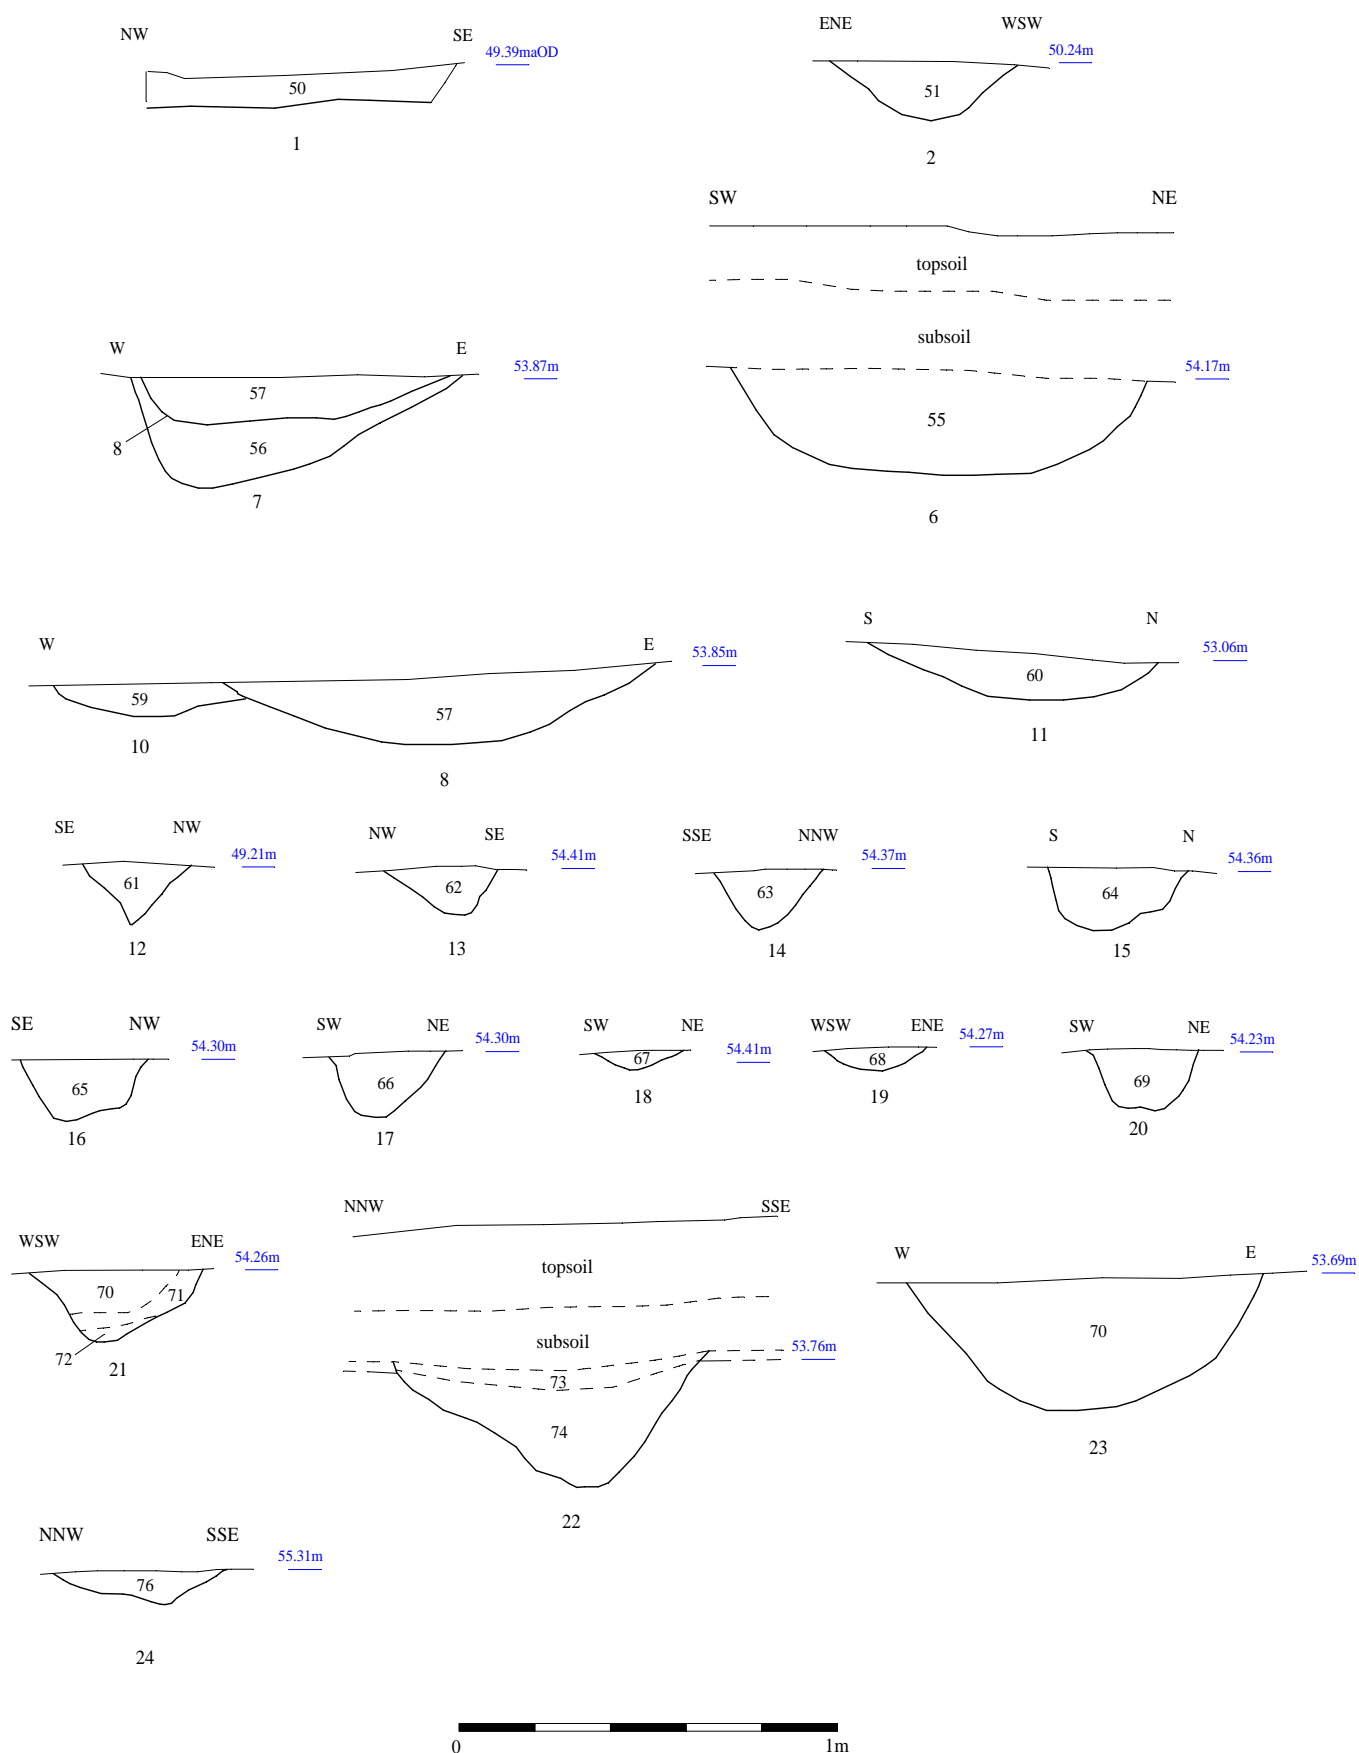 NW SE 49.39maOD
50
1
ENE WSW 50.24m
51
2
SW NE
topsoil
subsoil
54.17m
55
6
W E 53.87m
57
8 56
7
W E 53.85m
59 57
10
8
S N 53.06m
60
11
SE NW 49.21m
61
12
NW SE 54.41m
62
13
SSE NNW 54.37m
63
14
S N 54.36m
64
15
SE NW 54.30m
65
16
SW NE 54.30m
66
17
SW NE 54.41m
67
18
WSW ENE 54.27m
68
19
SW NE 54.23m
69
20
WSW ENE 54.26m
70 71
72 21
NNW SSE
topsoil
subsoil 53.76m
73
74
22
W E 53.69m
70
23
NNW SSE 55.31m
76
24
0 1m